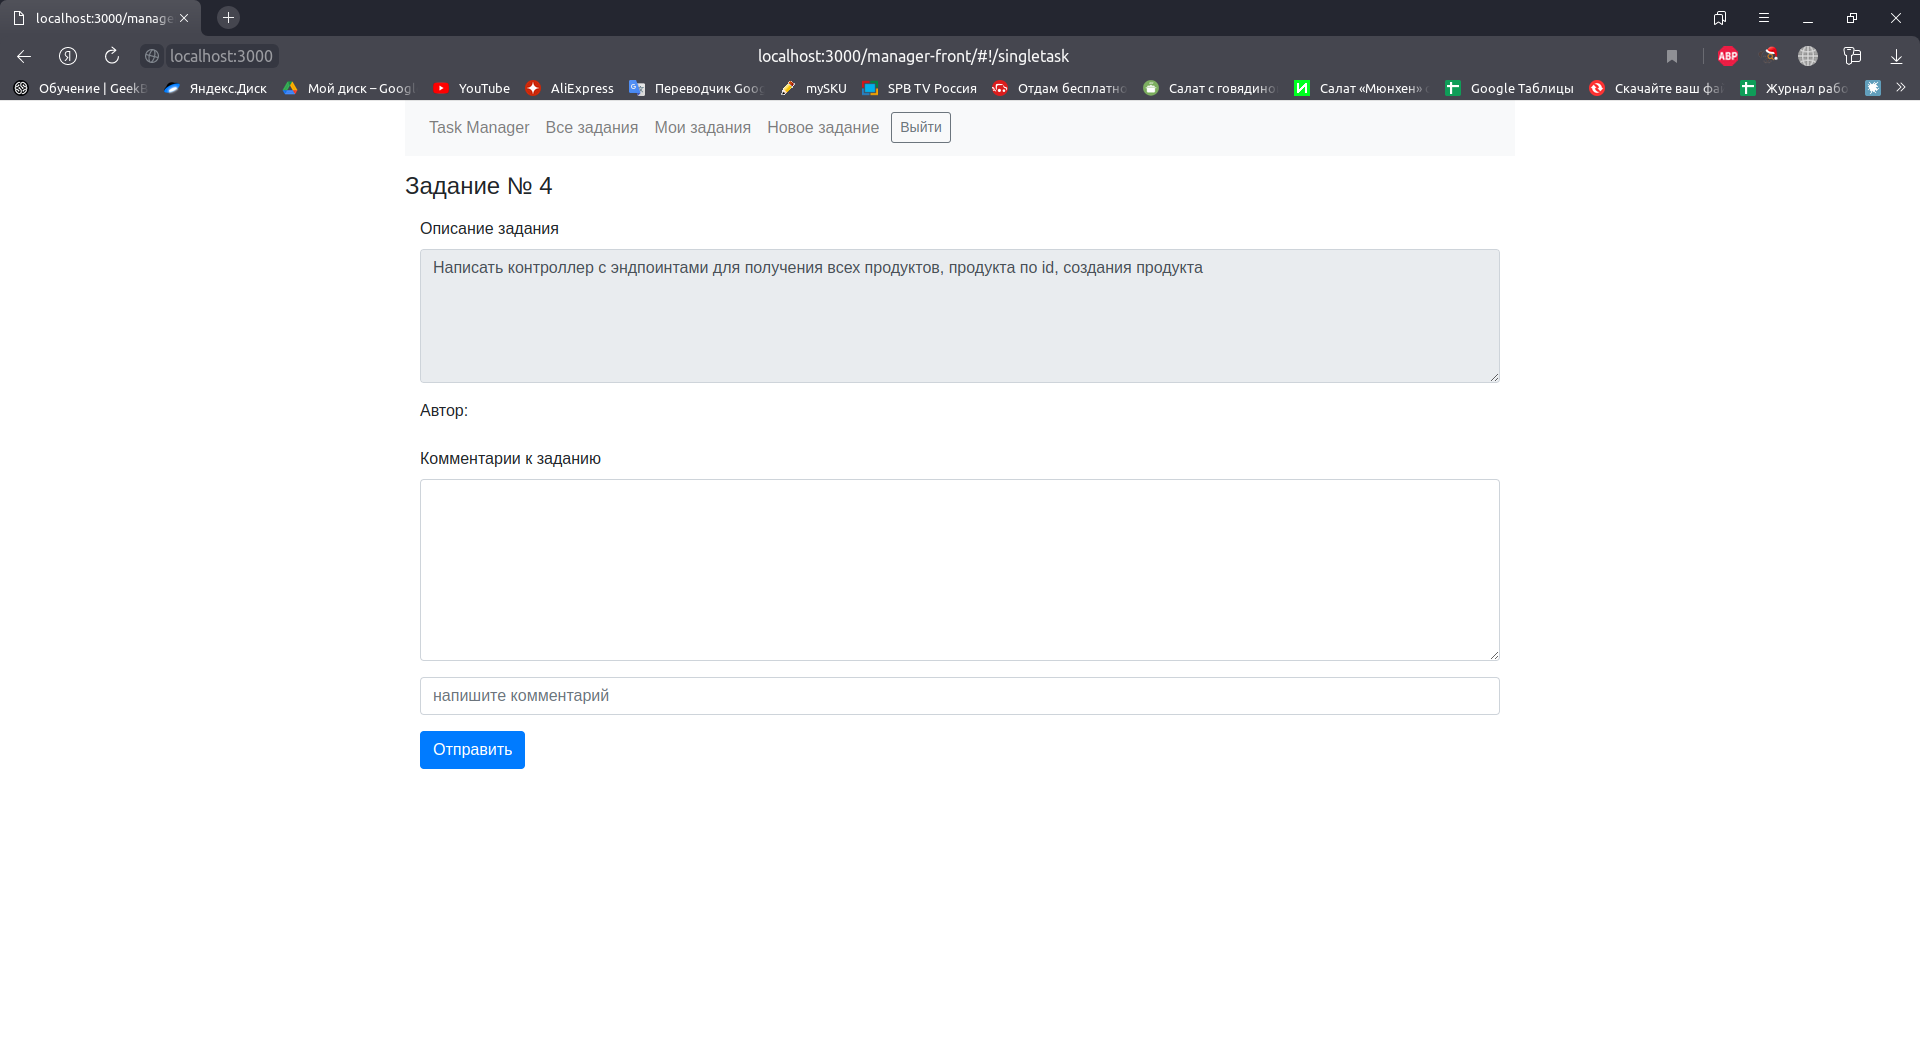 localhost:3000/manage
localhost:3000
localhost:3000/manager-front/#!/singletask
ABP
Обучение | GeekB
Яндекс.Диск
Мой диск – Googl
YouTube
AliExpress
Переводчик Goog
mySKU
SPB TV Россия
Отдам бесплатно
Салат с говядино
Салат «Мюнхен» с
Google Таблицы
Скачайте ваш фай
Журнал рабо
Task Manager
Все задания
Мои задания
Новое задание
Выйти
Задание № 4
Описание задания
Написать контроллер с эндпоинтами для получения всех продуктов, продукта по id, создания продукта
Автор:
Комментарии к заданию
напишите комментарий
Отправить